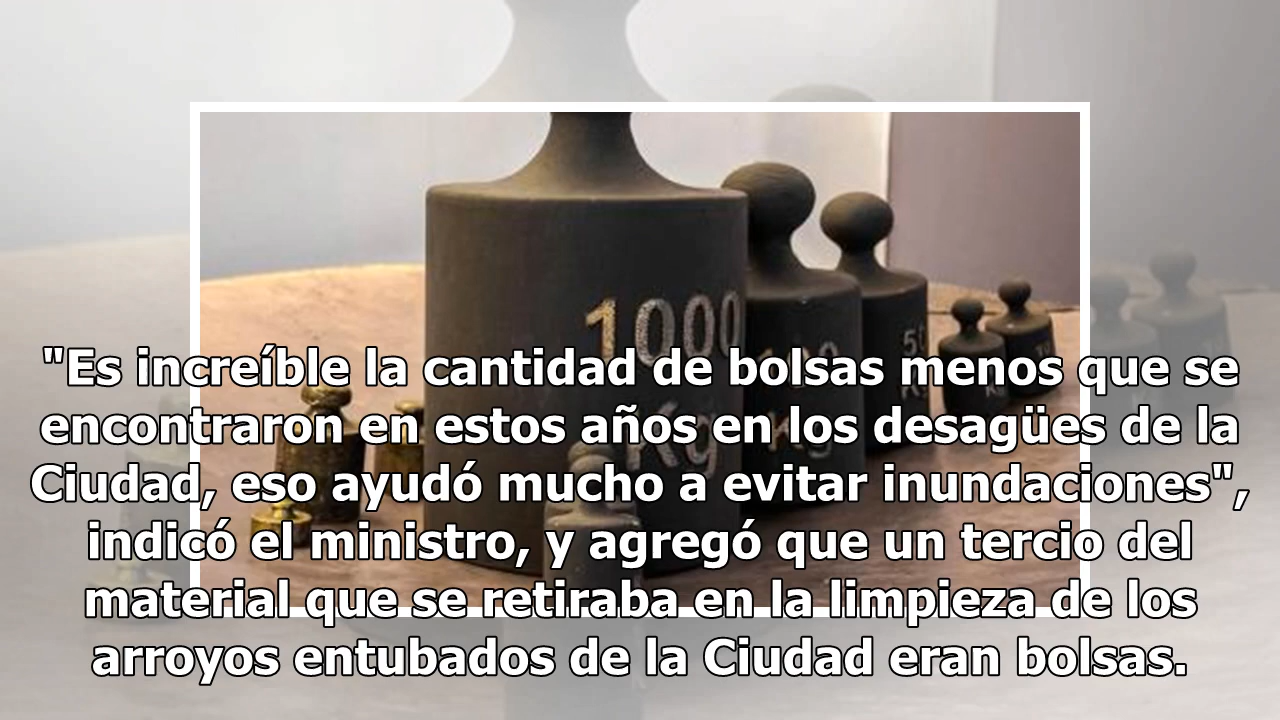 1000
Kg
"Es increíble la cantidad de bolsas menos que se
encontraron en estos años en los desagües de la
Ciudad, eso ayudó mucho a evitar inundaciones",
indicó el ministro, y agregó que un tercio del
material que se retiraba en la limpieza de los
arroyos entubados de la Ciudad eran bolsas.